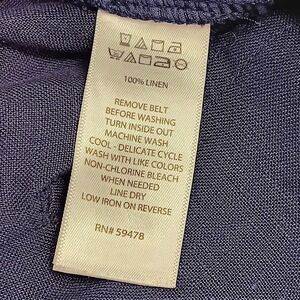 100% LINEN
REMOVE BELT
BEFORE WASHING
TURN INSIDE OUT
MACHINE WASH
COOL - DELICATE CYCLE
WASH WITH LIKE COLORS
NON-CHLORINE BLEACH
WHEN NEEDED
LINE DRY
LOW IRON ON REVERSE
RN# 59478